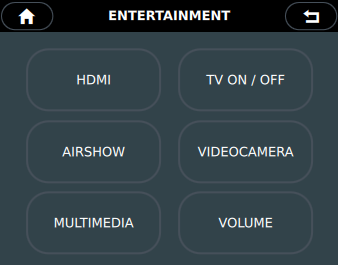 ENTERTAINMENT
HDMI
TV ON / OFF
AIRSHOW
VIDEOCAMERA
MULTIMEDIA
VOLUME